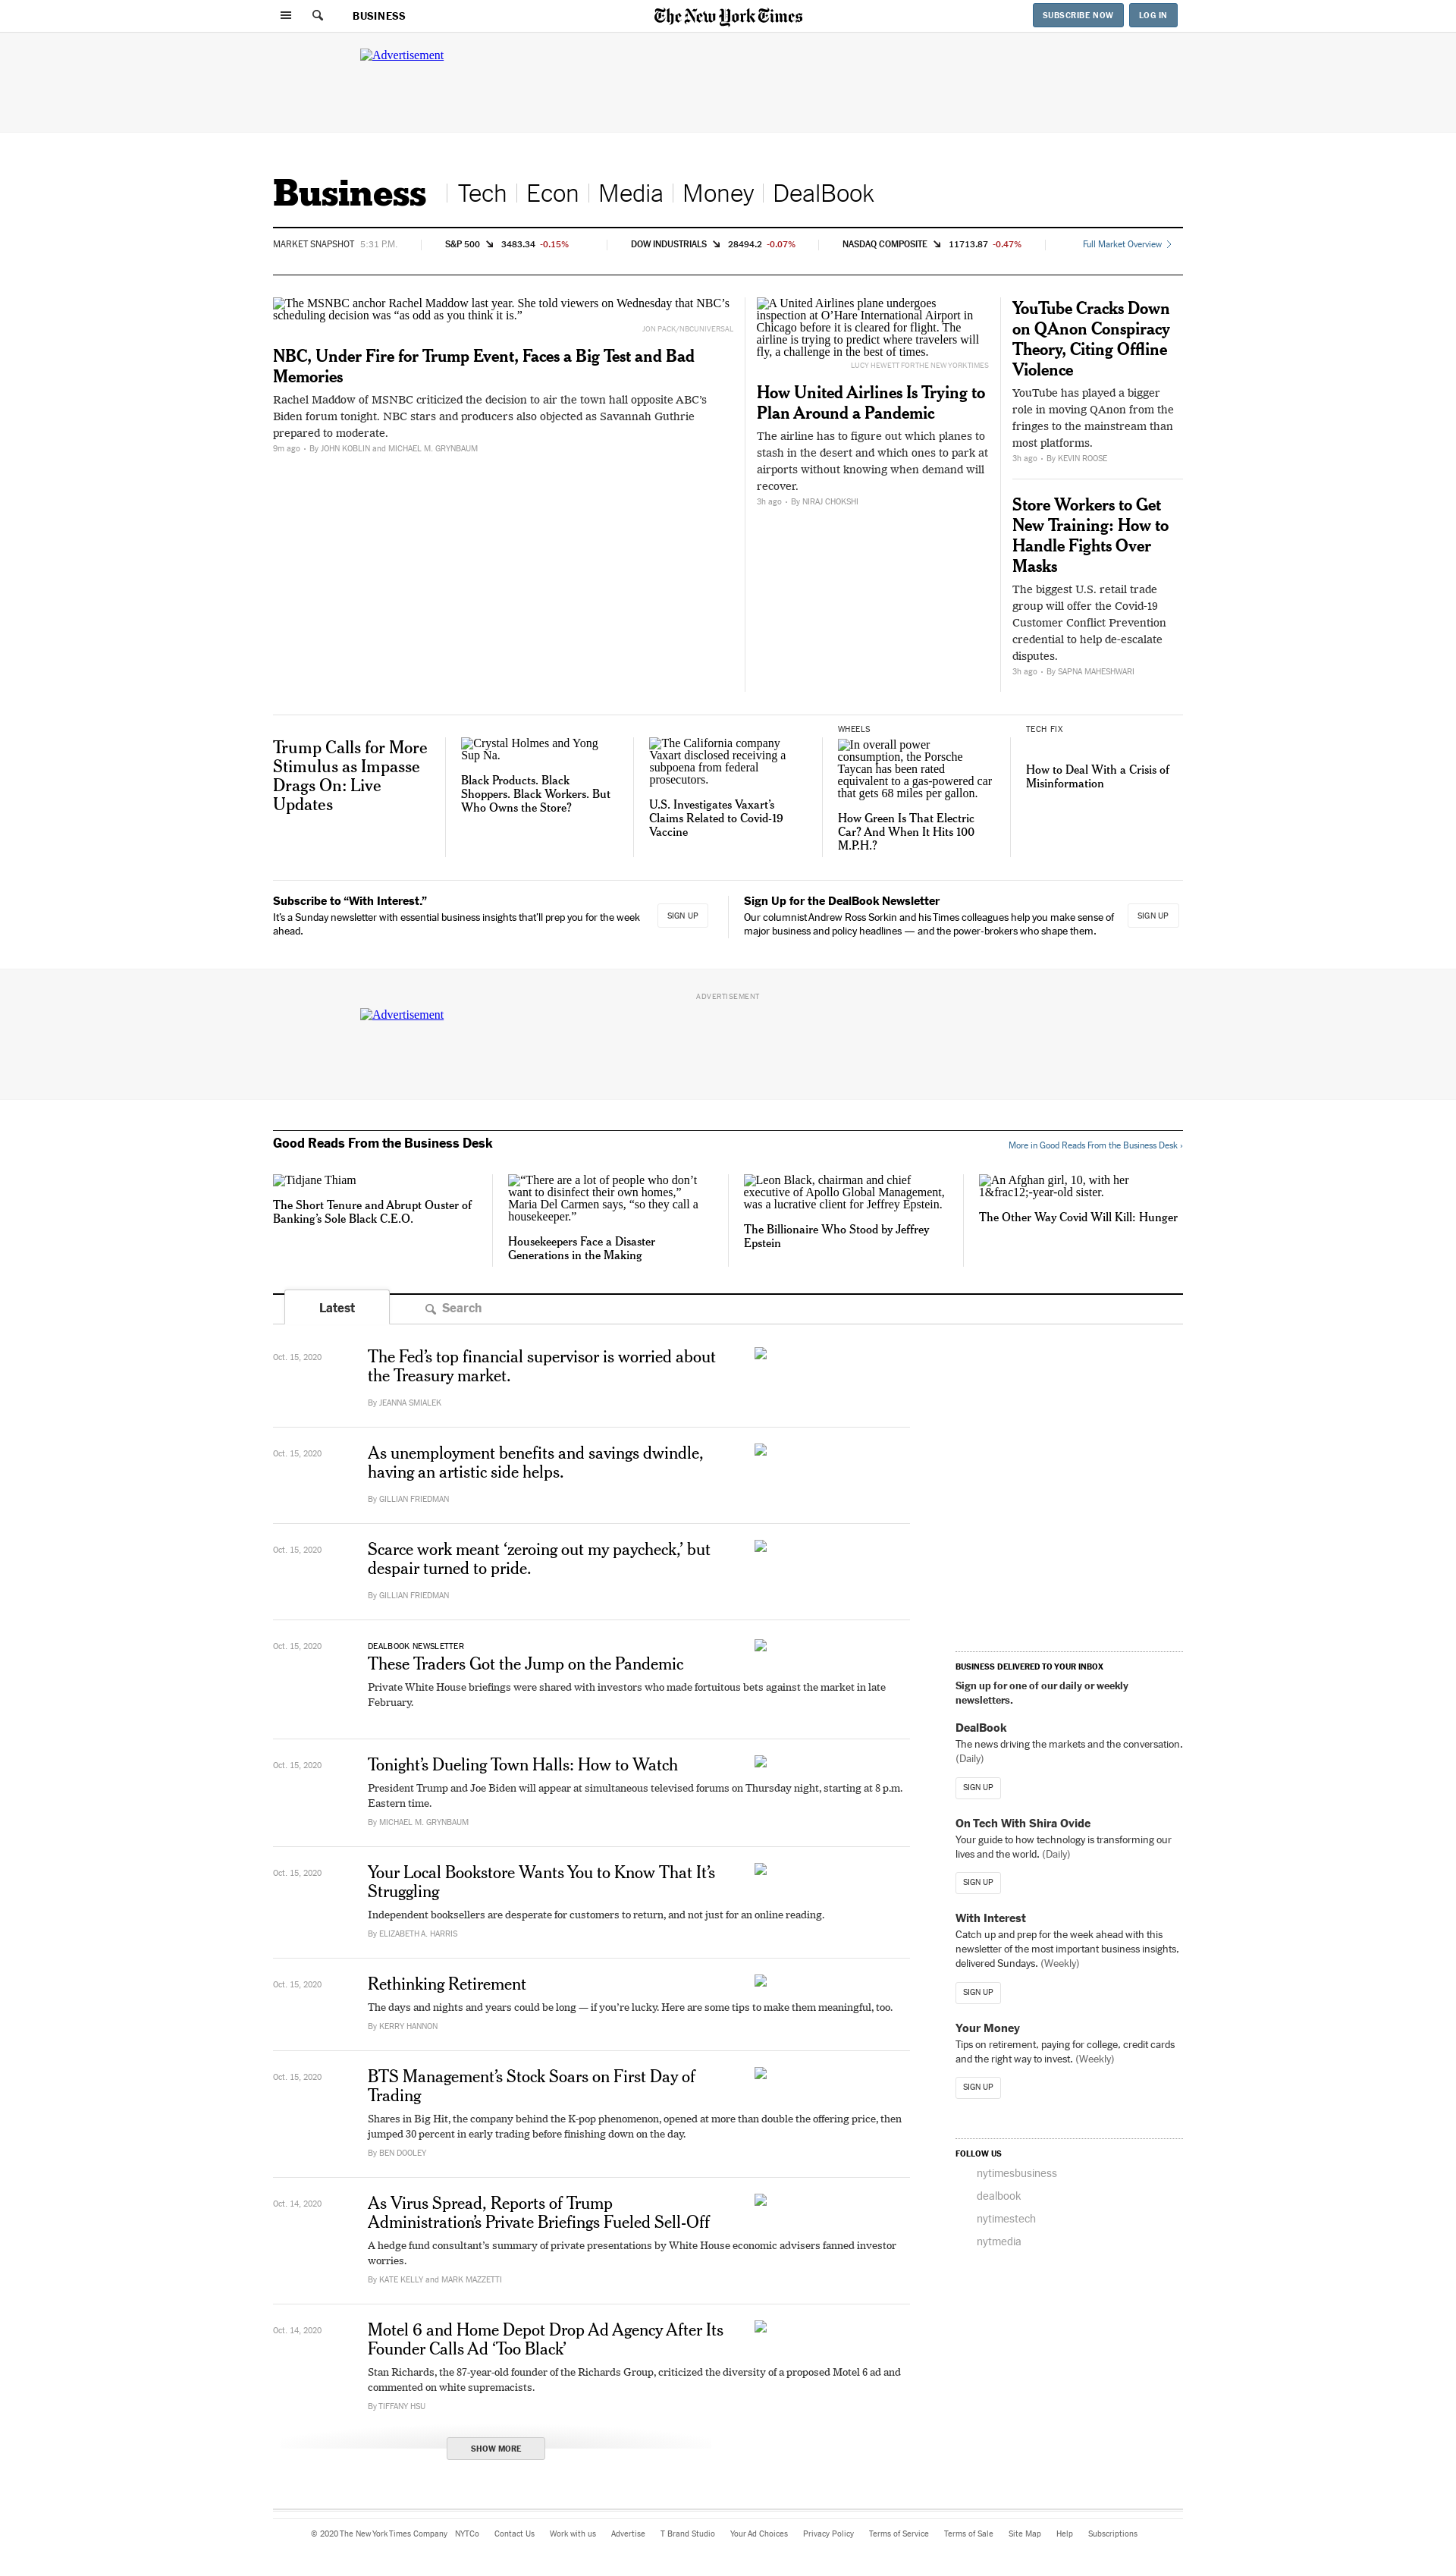 BUSINESS
The New York Times
SUBSCRIBE NOW
LOG IN
Advertisement
Business
Tech
Econ
Media
Money
DealBook
MARKET SNAPSHOT 5:31 P.M.
S&P 500 3483.34 -0.15%
DOW INDUSTRIALS 28494.2 -0.07%
NASDAQ COMPOSITE 11713.87 -0.47%
Full Market Overview
The MSNBC anchor Rachel Maddow last year. She told viewers on Wednesday that NBC’s
scheduling decision was “as odd as you think it is.”
JON PACK/NBCUNIVERSAL
NBC, Under Fire for Trump Event, Faces a Big Test and Bad
Memories
Rachel Maddow of MSNBC criticized the decision to air the town hall opposite ABC’s
Biden forum tonight. NBC stars and producers also objected as Savannah Guthrie
prepared to moderate.
9m ago • By JOHN KOBLIN and MICHAEL M. GRYNBAUM
A United Airlines plane undergoes
inspection at O’Hare International Airport in
Chicago before it is cleared for flight. The
airline is trying to predict where travelers will
fly, a challenge in the best of times.
LUCY HEWETT FOR THE NEW YORK TIMES
How United Airlines Is Trying to
Plan Around a Pandemic
The airline has to figure out which planes to
stash in the desert and which ones to park at
airports without knowing when demand will
recover.
3h ago • By NIRAJ CHOKSHI
YouTube Cracks Down
on QAnon Conspiracy
Theory, Citing Offline
Violence
YouTube has played a bigger
role in moving QAnon from the
fringes to the mainstream than
most platforms.
3h ago • By KEVIN ROOSE
Store Workers to Get
New Training: How to
Handle Fights Over
Masks
The biggest U.S. retail trade
group will offer the Covid-19
Customer Conflict Prevention
credential to help de-escalate
disputes.
3h ago • By SAPNA MAHESHWARI
Trump Calls for More
Stimulus as Impasse
Drags On: Live
Updates
Crystal Holmes and Yong
Sup Na.
Black Products. Black
Shoppers. Black Workers. But
Who Owns the Store?
The California company
Vaxart disclosed receiving a
subpoena from federal
prosecutors.
U.S. Investigates Vaxart’s
Claims Related to Covid-19
Vaccine
WHEELS
In overall power
consumption, the Porsche
Taycan has been rated
equivalent to a gas-powered car
that gets 68 miles per gallon.
How Green Is That Electric
Car? And When It Hits 100
M.P.H.?
TECH FIX
How to Deal With a Crisis of
Misinformation
Subscribe to “With Interest.”
It’s a Sunday newsletter with essential business insights that’ll prep you for the week
ahead.
SIGN UP
Sign Up for the DealBook Newsletter
Our columnist Andrew Ross Sorkin and his Times colleagues help you make sense of
major business and policy headlines — and the power-brokers who shape them.
SIGN UP
ADVERTISEMENT
Advertisement
Good Reads From the Business Desk
More in Good Reads From the Business Desk ›
Tidjane Thiam
The Short Tenure and Abrupt Ouster of
Banking’s Sole Black C.E.O.
“There are a lot of people who don’t
want to disinfect their own homes,”
Maria Del Carmen says, “so they call a
housekeeper.”
Housekeepers Face a Disaster
Generations in the Making
Leon Black, chairman and chief
executive of Apollo Global Management,
was a lucrative client for Jeffrey Epstein.
The Billionaire Who Stood by Jeffrey
Epstein
An Afghan girl, 10, with her
1&frac12;-year-old sister.
The Other Way Covid Will Kill: Hunger
Latest
Search
Oct. 15, 2020
The Fed’s top financial supervisor is worried about
the Treasury market.
By JEANNA SMIALEK
Oct. 15, 2020
As unemployment benefits and savings dwindle,
having an artistic side helps.
By GILLIAN FRIEDMAN
Oct. 15, 2020
Scarce work meant ‘zeroing out my paycheck,’ but
despair turned to pride.
By GILLIAN FRIEDMAN
Oct. 15, 2020
DEALBOOK NEWSLETTER
These Traders Got the Jump on the Pandemic
Private White House briefings were shared with investors who made fortuitous bets against the market in late
February.
Oct. 15, 2020
Tonight’s Dueling Town Halls: How to Watch
President Trump and Joe Biden will appear at simultaneous televised forums on Thursday night, starting at 8 p.m.
Eastern time.
By MICHAEL M. GRYNBAUM
Oct. 15, 2020
Your Local Bookstore Wants You to Know That It’s
Struggling
Independent booksellers are desperate for customers to return, and not just for an online reading.
By ELIZABETH A. HARRIS
Oct. 15, 2020
Rethinking Retirement
The days and nights and years could be long — if you’re lucky. Here are some tips to make them meaningful, too.
By KERRY HANNON
Oct. 15, 2020
BTS Management’s Stock Soars on First Day of
Trading
Shares in Big Hit, the company behind the K-pop phenomenon, opened at more than double the offering price, then
jumped 30 percent in early trading before finishing down on the day.
By BEN DOOLEY
Oct. 14, 2020
As Virus Spread, Reports of Trump
Administration’s Private Briefings Fueled Sell-Off
A hedge fund consultant’s summary of private presentations by White House economic advisers fanned investor
worries.
By KATE KELLY and MARK MAZZETTI
Oct. 14, 2020
Motel 6 and Home Depot Drop Ad Agency After Its
Founder Calls Ad ‘Too Black’
Stan Richards, the 87-year-old founder of the Richards Group, criticized the diversity of a proposed Motel 6 ad and
commented on white supremacists.
By TIFFANY HSU
SHOW MORE
BUSINESS DELIVERED TO YOUR INBOX
Sign up for one of our daily or weekly
newsletters.
DealBook
The news driving the markets and the conversation.
(Daily)
SIGN UP
On Tech With Shira Ovide
Your guide to how technology is transforming our
lives and the world. (Daily)
SIGN UP
With Interest
Catch up and prep for the week ahead with this
newsletter of the most important business insights,
delivered Sundays. (Weekly)
SIGN UP
Your Money
Tips on retirement, paying for college, credit cards
and the right way to invest. (Weekly)
SIGN UP
FOLLOW US
nytimesbusiness
dealbook
nytimestech
nytmedia
© 2020 The New York Times Company NYTCo Contact Us Work with us Advertise T Brand Studio Your Ad Choices Privacy Policy Terms of Service Terms of Sale Site Map Help Subscriptions